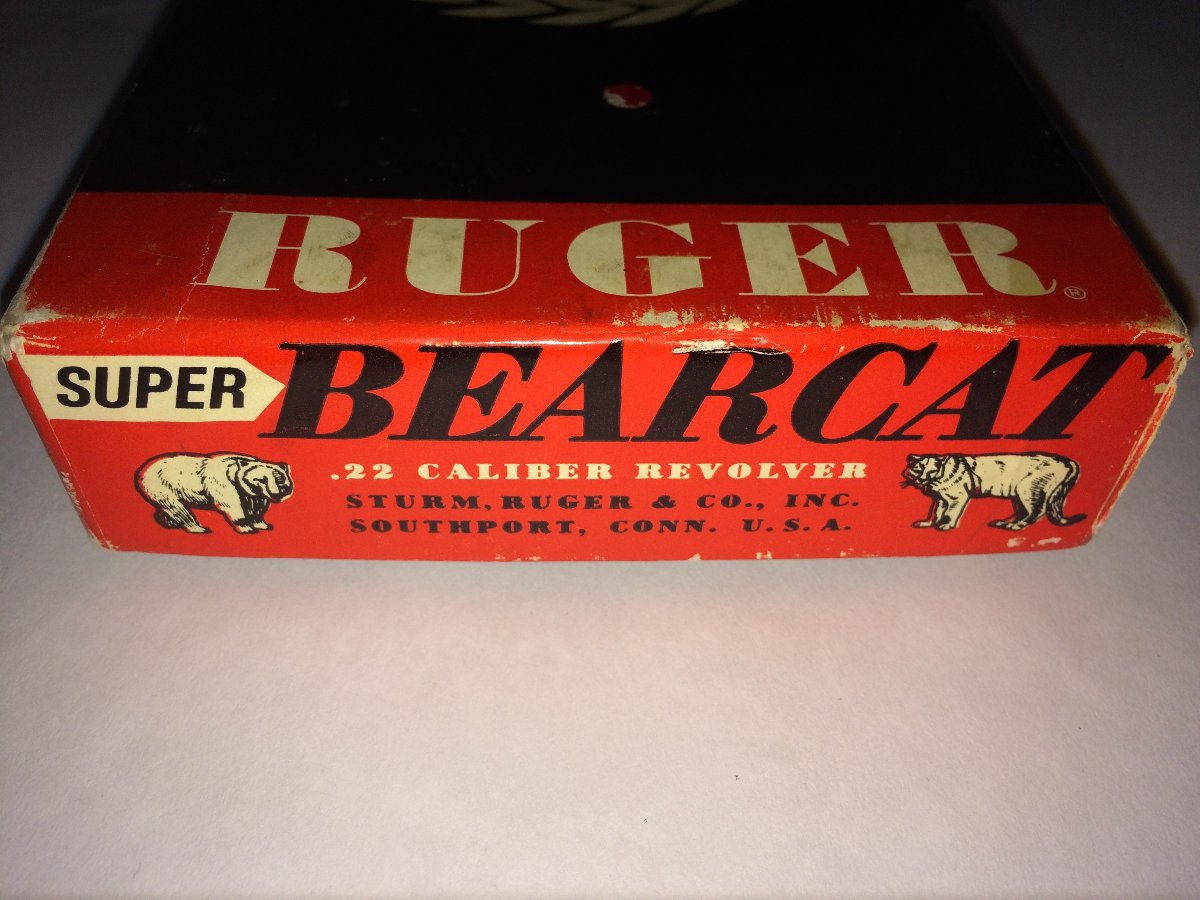 RUGER®
SUPER BEARCAT
.22 CALIBER REVOLVER
STURM, RUGER & CO., INC.
SOUTHPORT, CONN. U.S.A.